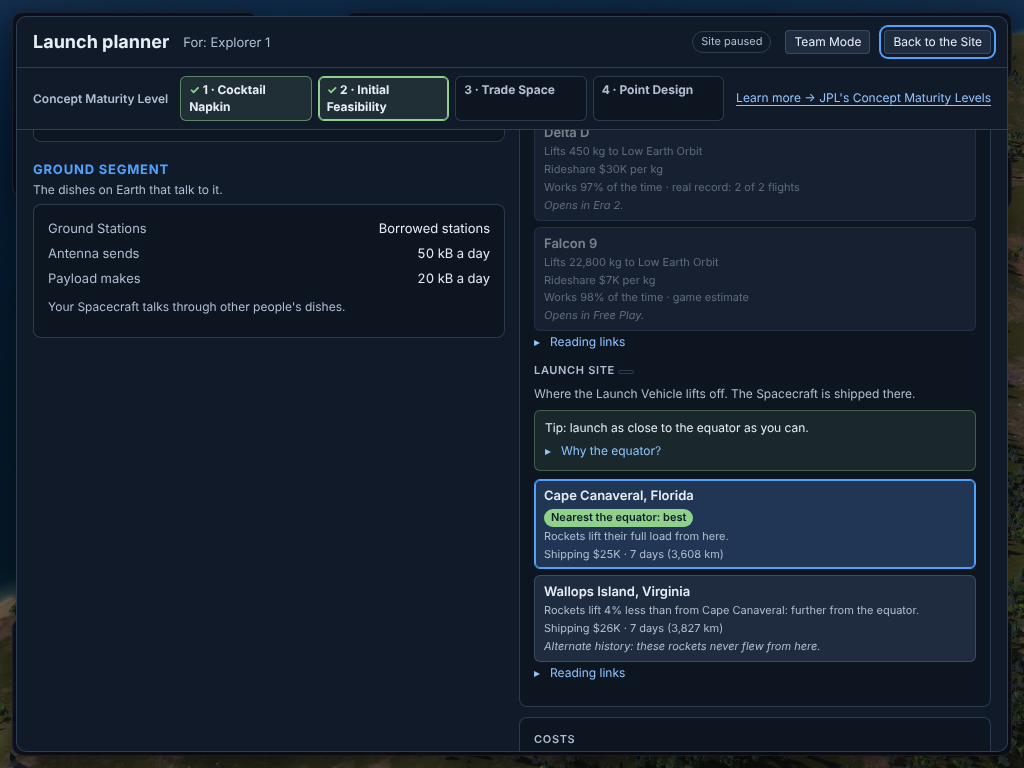 Launch planner
For: Explorer 1
Site paused
Team Mode
Back to the Site
Concept Maturity Level
✓ 1 · Cocktail
Napkin
✓ 2 · Initial
Feasibility
3 · Trade Space
4 · Point Design
Learn more → JPL's Concept Maturity Levels
GROUND SEGMENT
The dishes on Earth that talk to it.
Ground Stations Borrowed stations
Antenna sends 50 kB a day
Payload makes 20 kB a day
Your Spacecraft talks through other people's dishes.
Delta D
Lifts 450 kg to Low Earth Orbit
Rideshare $30K per kg
Works 97% of the time · real record: 2 of 2 flights
Opens in Era 2.
Falcon 9
Lifts 22,800 kg to Low Earth Orbit
Rideshare $7K per kg
Works 98% of the time · game estimate
Opens in Free Play.
▸ Reading links
LAUNCH SITE
Where the Launch Vehicle lifts off. The Spacecraft is shipped there.
Tip: launch as close to the equator as you can.
▸ Why the equator?
Cape Canaveral, Florida
Nearest the equator: best
Rockets lift their full load from here.
Shipping $25K · 7 days (3,608 km)
Wallops Island, Virginia
Rockets lift 4% less than from Cape Canaveral: further from the equator.
Shipping $26K · 7 days (3,827 km)
Alternate history: these rockets never flew from here.
▸ Reading links
COSTS